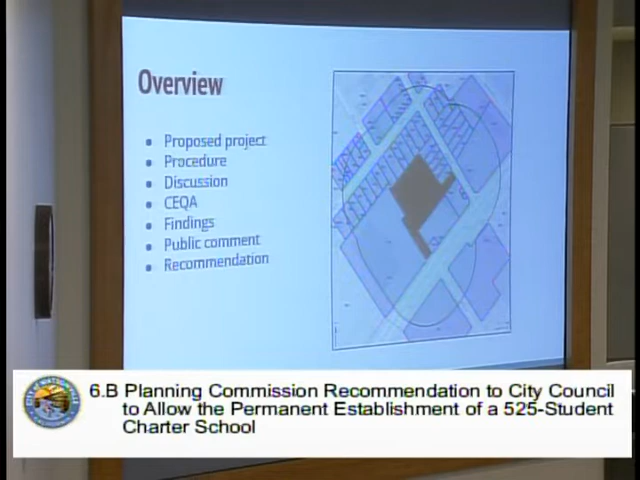 Overview
Proposed project
Procedure
Discussion
CEQA
Findings
Public comment
Recommendation
6.B Planning Commission Recommendation to City Council
to Allow the Permanent Establishment of a 525-Student
Charter School